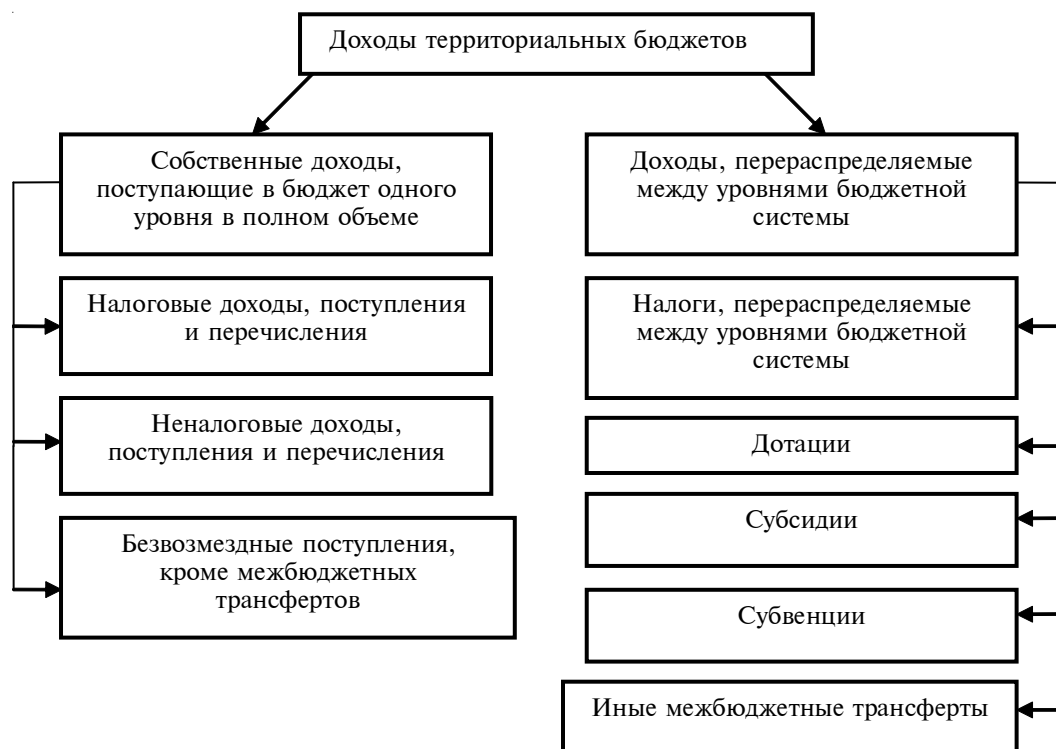 Доходы территориальных бюджетов
Собственные доходы,
поступающие в бюджет одного
уровня в полном объеме
Налоговые доходы, поступления
и перечисления
Неналоговые доходы,
поступления и перечисления
Безвозмездные поступления,
кроме межбюджетных
трансфертов
Доходы, перераспределяемые
между уровнями бюджетной
системы
Налоги, перераспределяемые
между уровнями бюджетной
системы
Дотации
Субсидии
Субвенции
Иные межбюджетные трансферты